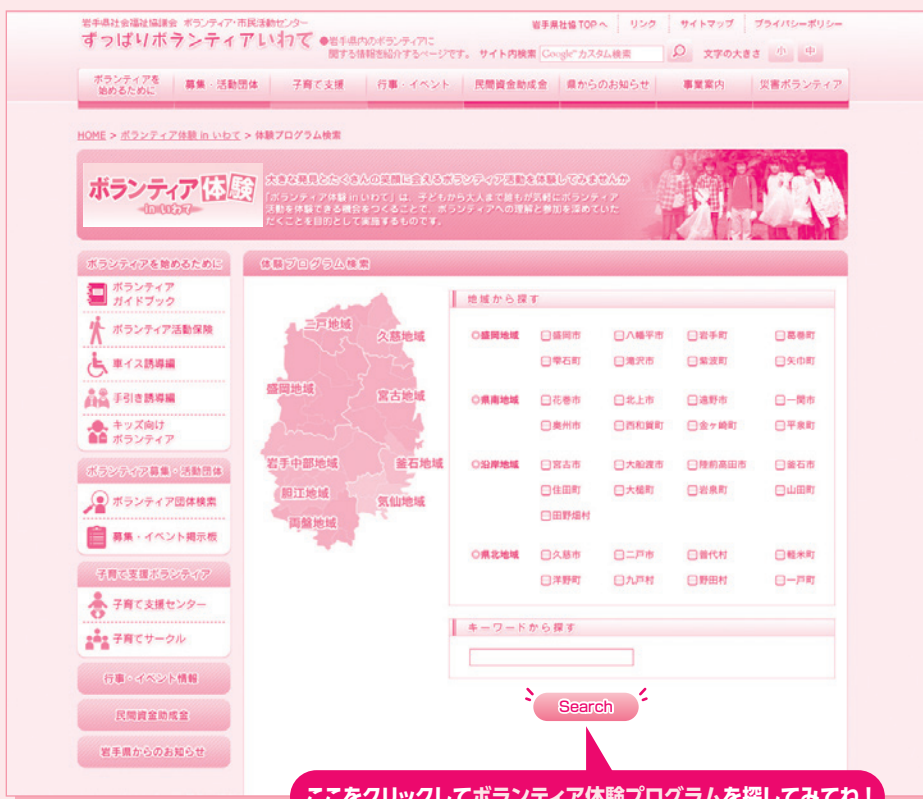 岩手県社会福祉協議会 ボランティア・市民活動センター
ずっぱりボランティアいわて
●岩手県内のボランティアに
関する情報を紹介するページです。
岩手県社協TOPへ リンク サイトマップ プライバシーポリシー
サイト内検索 Google カスタム検索 文字の大きさ 小 中
ボランティアを
始めるために
募集・活動団体
子育て支援
行事・イベント
民間資金助成金
県からのお知らせ
事業案内
災害ボランティア
HOME > ボランティア体験 in いわて > 体験プログラム検索
ボランティア体験
-in いわて-
大きな発見とたくさんの笑顔に会えるボランティア活動を体験してみませんか
「ボランティア体験 in いわて」は、子どもから大人まで誰もが気軽にボランティア
活動を体験できる機会をつくることで、ボランティアへの理解と参加を深めていた
だくことを目的として実施するものです。
ボランティアを始めるために
ボランティア
ガイドブック
ボランティア活動保険
車イス誘導編
手引き誘導編
キッズ向け
ボランティア
ボランティア募集・活動団体
ボランティア団体検索
募集・イベント掲示板
子育て支援ボランティア
子育て支援センター
子育てサークル
行事・イベント情報
民間資金助成金
岩手県からのお知らせ
体験プログラム検索
二戸地域
久慈地域
盛岡地域
宮古地域
岩手中部地域
釜石地域
胆江地域
気仙地域
両磐地域
地域から探す
◎盛岡地域 盛岡市 八幡平市 岩手町 葛巻町
雫石町 滝沢市 紫波町 矢巾町
◎県南地域 花巻市 北上市 遠野市 一関市
奥州市 西和賀町 金ヶ崎町 平泉町
◎沿岸地域 宮古市 大船渡市 陸前高田市 釜石市
住田町 大槌町 岩泉町 山田町
田野畑村
◎県北地域 久慈市 二戸市 普代村 軽米町
洋野町 九戸村 野田村 一戸町
キーワードから探す
Search
ここをクリックしてボランティア体験プログラムを探してみてね！